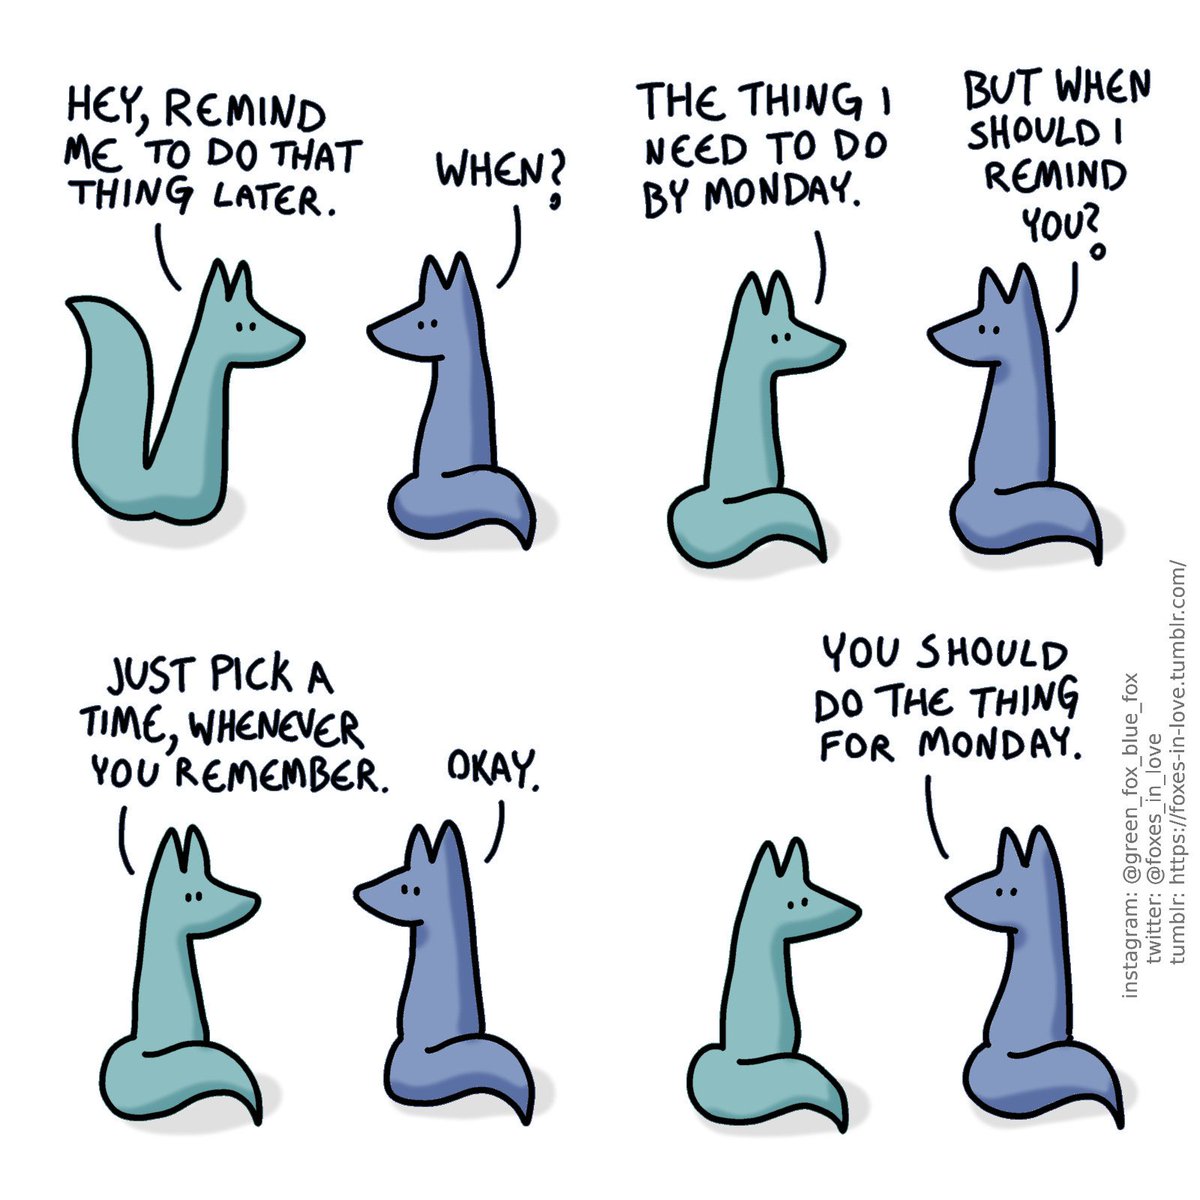 HEY, REMIND
ME TO DO THAT
THING LATER.
WHEN?
THE THING I
NEED TO DO
BY MONDAY.
BUT WHEN
SHOULD I
REMIND
YOU?
JUST PICK A
TIME, WHENEVER
YOU REMEMBER.
OKAY.
YOU SHOULD
DO THE THING
FOR MONDAY.
instagram: @green_fox_blue_fox
twitter: @foxes_in_love
tumblr: https://foxes-in-love.tumblr.com/